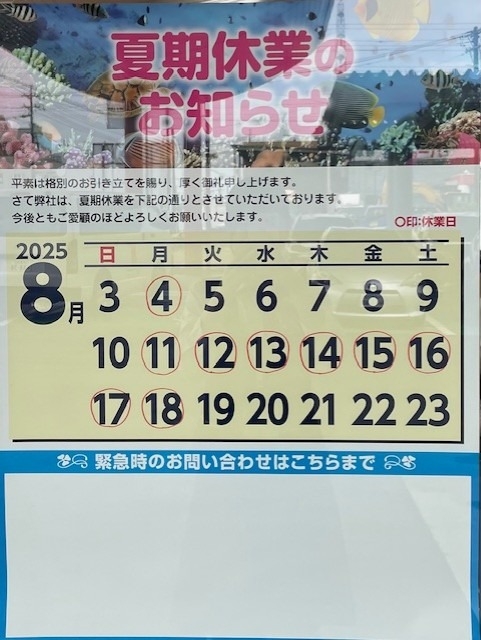 夏期休業の
お知らせ
平素は格別のお引き立てを賜り、厚く御礼申し上げます。
さて弊社は、夏期休業を下記の通りとさせていただいております。
今後ともご愛顧のほどよろしくお願いいたします。
〇印:休業日
2025
8月
日 月 火 水 木 金 土
3 4 5 6 7 8 9
10 11 12 13 14 15 16
17 18 19 20 21 22 23
緊急時のお問い合わせはこちらまで